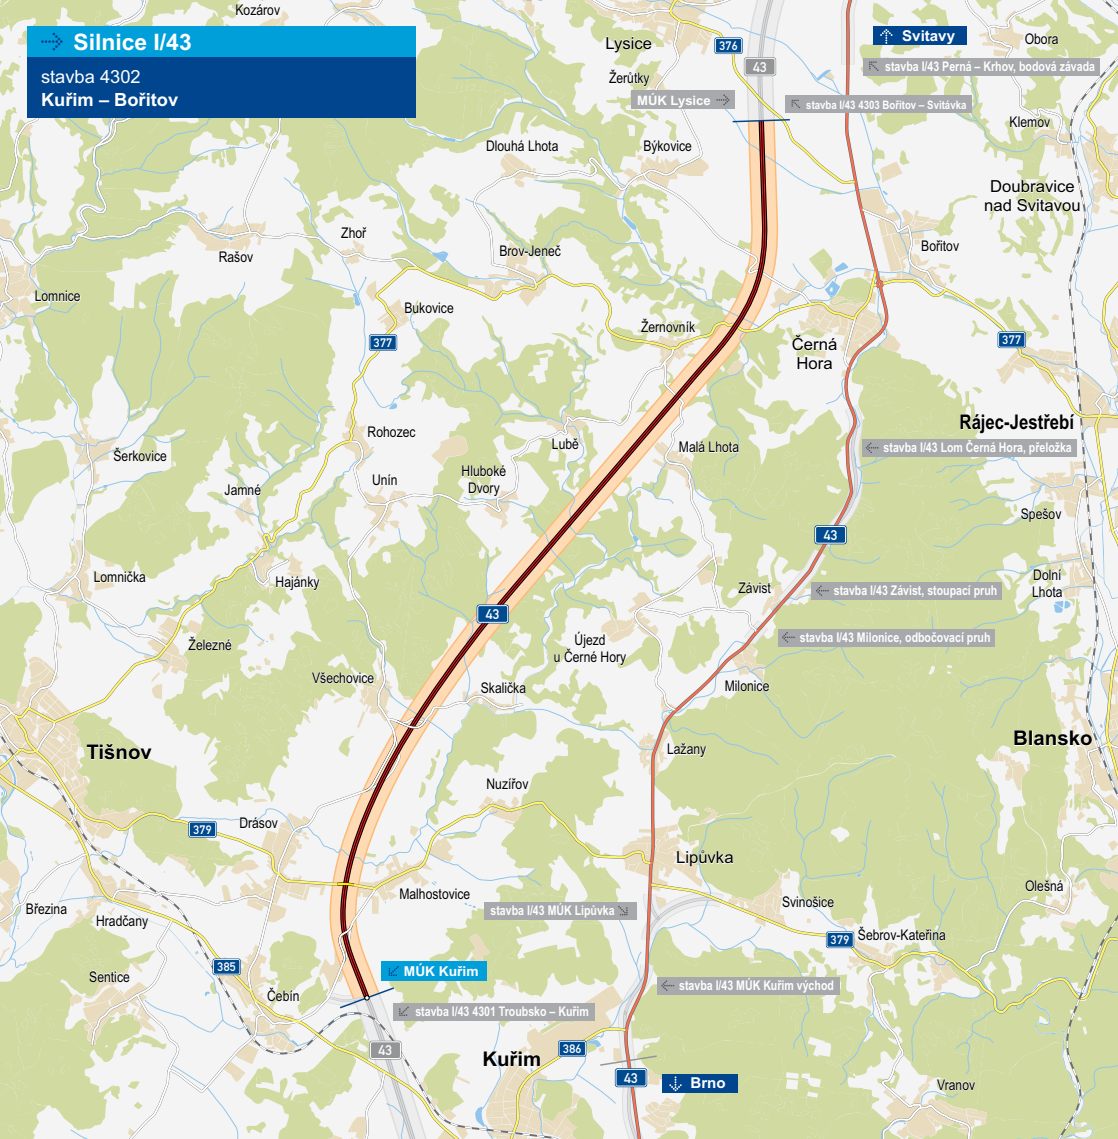 Silnice I/43
stavba 4302
Kuřim – Bořitov
Kozárov
Lysice
376
Svitavy
Obora
43
stavba I/43 Perná – Krhov, bodová závada
Žerůtky
MÚK Lysice
stavba I/43 4303 Bořitov – Svitávka
Klemov
Dlouhá Lhota
Býkovice
Doubravice
nad Svitavou
Zhoř
Rašov
Brov-Jeneč
Bořitov
Lomnice
Bukovice
Žernovník
377
Černá
Hora
377
Rájec-Jestřebí
Rohozec
Lubě
Malá Lhota
stavba I/43 Lom Černá Hora, přeložka
Šerkovice
Hluboké
Dvory
Unín
Jamné
Spešov
43
Lomnička
Hajánky
Závist
stavba I/43 Závist, stoupací pruh
Dolní
Lhota
43
Železné
Újezd
u Černé Hory
stavba I/43 Milonice, odbočovací pruh
Všechovice
Skalička
Milonice
Tišnov
Lažany
Blansko
Nuzířov
379
Drásov
Lipůvka
Malhostovice
Olešná
Březina
Hradčany
stavba I/43 MÚK Lipůvka
Svinošice
379
Šebrov-Kateřina
385
MÚK Kuřim
Sentice
Čebín
stavba I/43 MÚK Kuřim východ
stavba I/43 4301 Troubsko – Kuřim
43
Kuřim
386
43
Brno
Vranov